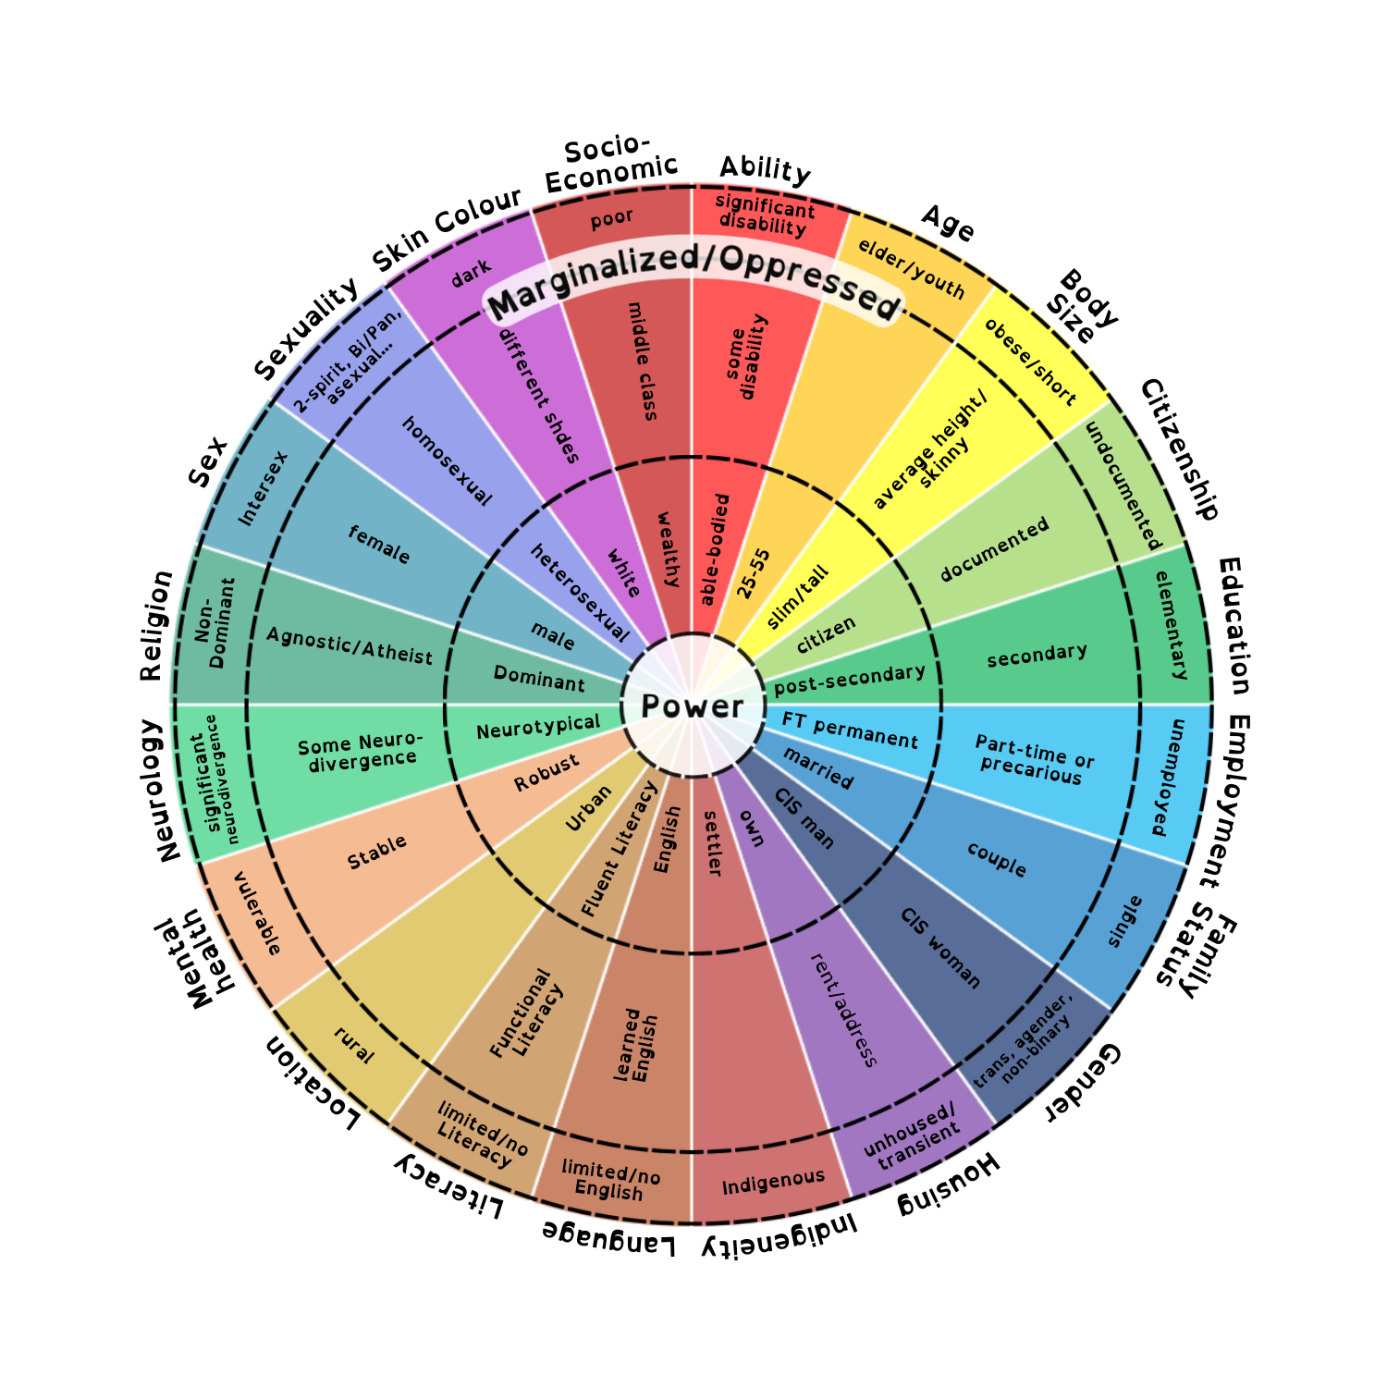 Socio-
Economic
poor
middle class
wealthy
Ability
significant
disability
some
disability
able-bodied
Age
elder/youth
25-55
Body
Size
obese/short
average height/
skinny
slim/tall
Citizenship
undocumented
documented
citizen
Education
elementary
secondary
post-secondary
Employment
unemployed
Part-time or
precarious
FT permanent
Family
Status
single
couple
married
Gender
trans, agender,
non-binary
CIS woman
CIS man
Housing
unhoused/
transient
rent/address
own
Indigeneity
Indigenous
settler
Language
limited/no
English
learned
English
English
Literacy
limited/no
Literacy
Functional
Literacy
Fluent Literacy
Location
rural
Urban
Mental
health
vulerable
Stable
Robust
Neurology
significant
neurodivergence
Some Neuro-
divergence
Neurotypical
Religion
Non-
Dominant
Agnostic/Atheist
Dominant
Sex
Intersex
female
male
Sexuality
2-spirit, Bi/Pan,
asexual...
homosexual
heterosexual
Skin Colour
dark
different shdes
white
Marginalized/Oppressed
Power